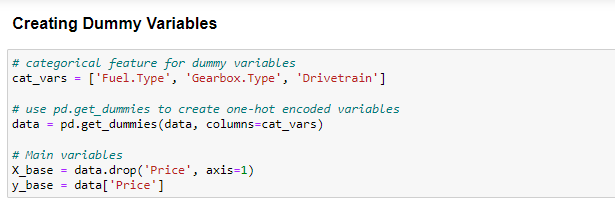 Creating Dummy Variables
# categorical feature for dummy variables
cat_vars = ['Fuel.Type', 'Gearbox.Type', 'Drivetrain']
# use pd.get_dummies to create one-hot encoded variables
data = pd.get_dummies(data, columns=cat_vars)
# Main variables
X_base = data.drop('Price', axis=1)
y_base = data['Price']